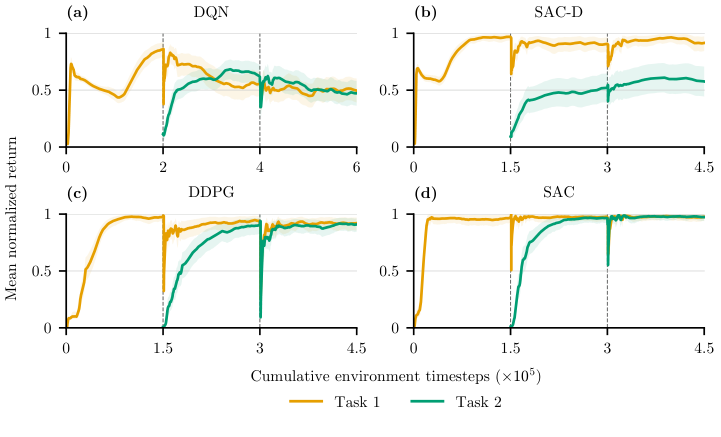 (a) DQN
(b) SAC-D
1
0.5
0
0 2 4 6
1
0.5
0
0 1.5 3 4.5
(c) DDPG
(d) SAC
1
0.5
0
0 1.5 3 4.5
1
0.5
0
0 1.5 3 4.5
Mean normalized return
Cumulative environment timesteps (×10⁵)
Task 1 Task 2